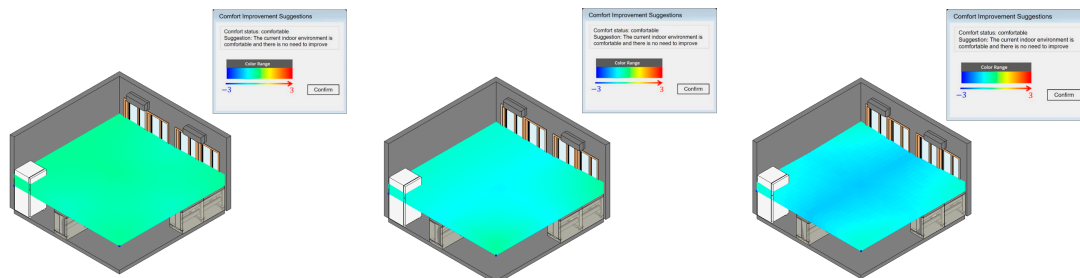 Comfort Improvement Suggestions
Comfort status: comfortable
Suggestion: The current indoor environment is
comfortable and there is no need to improve
Color Range
−3
3
Confirm
Comfort Improvement Suggestions
Comfort status: comfortable
Suggestion: The current indoor environment is
comfortable and there is no need to improve
Color Range
−3
3
Confirm
Comfort Improvement Suggestions
Comfort status: comfortable
Suggestion: The current indoor environment is
comfortable and there is no need to improve
Color Range
−3
3
Confirm